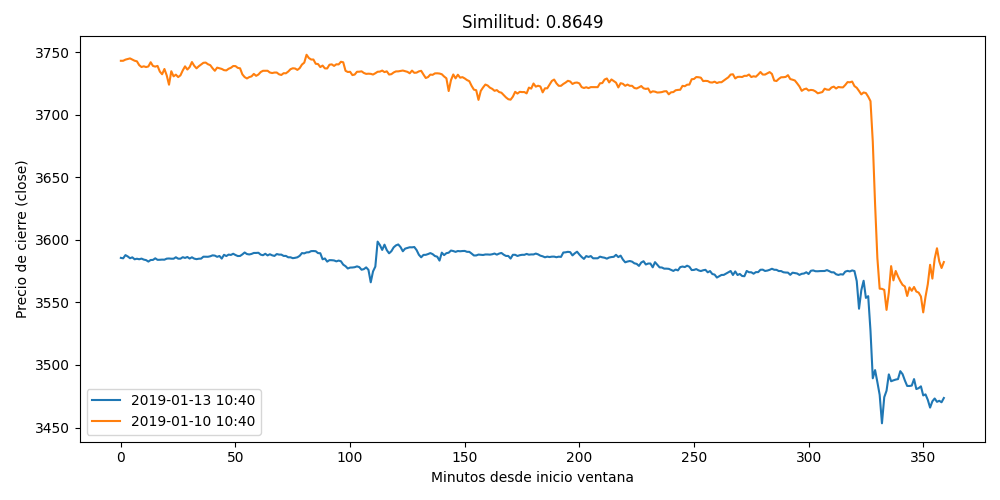 Similitud: 0.8649
Precio de cierre (close)
3750
3700
3650
3600
3550
3500
3450
2019-01-13 10:40
2019-01-10 10:40
0 50 100 150 200 250 300 350
Minutos desde inicio ventana